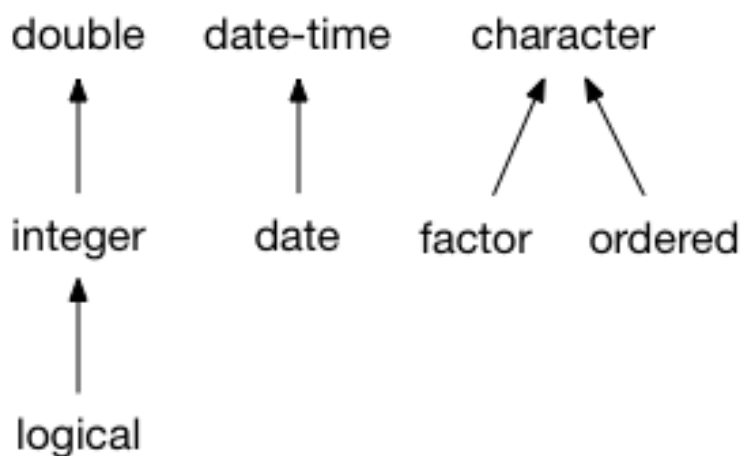 double date-time character
integer date factor ordered
logical